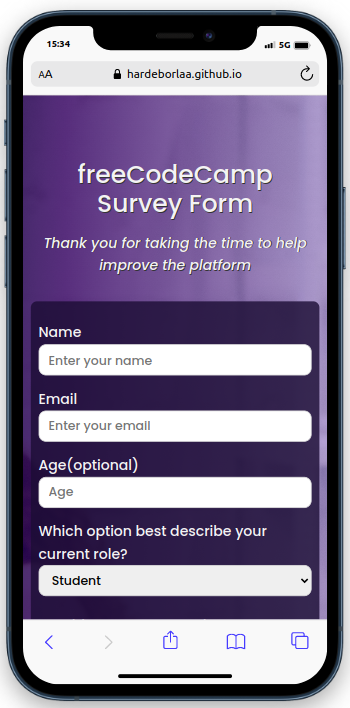 15:34
5G
AA
hardeborlaa.github.io
freeCodeCamp
Survey Form
Thank you for taking the time to help
improve the platform
Name
Enter your name
Email
Enter your email
Age(optional)
Age
Which option best describe your
current role?
Student